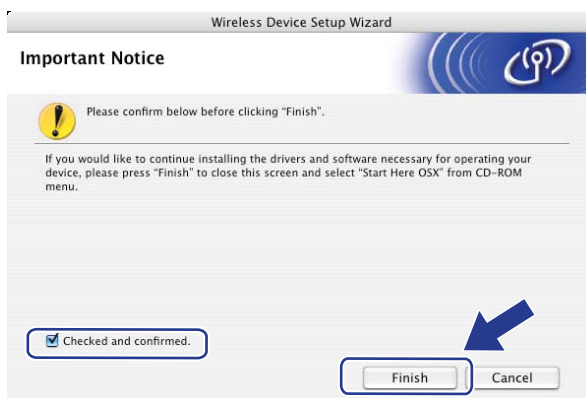 Wireless Device Setup Wizard
Important Notice
Please confirm below before clicking “Finish”.
If you would like to continue installing the drivers and software necessary for operating your
device, please press “Finish” to close this screen and select “Start Here OSX” from CD-ROM
menu.
Checked and confirmed.
Finish
Cancel